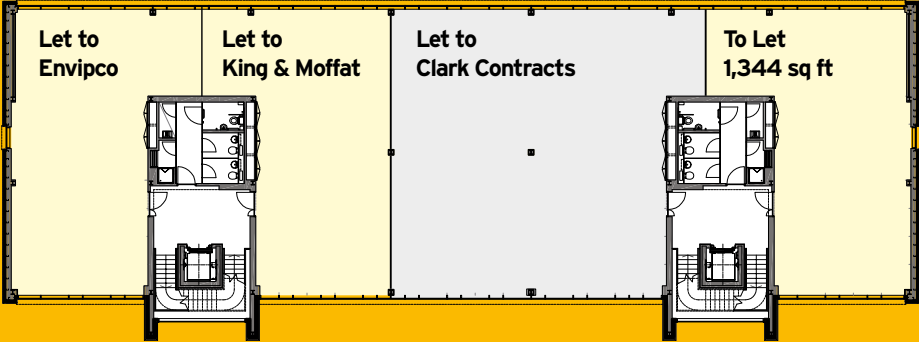 Let to
Envipco
Let to
King & Moffat
Let to
Clark Contracts
To Let
1,344 sq ft